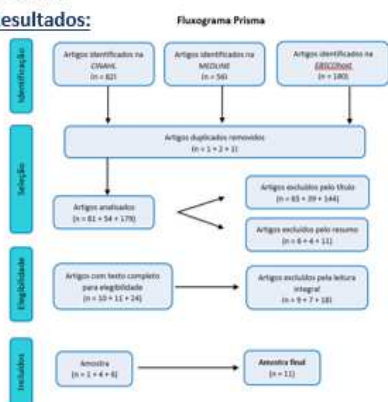 Resultados:
Fluxograma Prisma
Identificação
Artigos identificados na
CINAHL
(n = 62)
Artigos identificados na
MEDLINE
(n = 56)
Artigos identificados na
EBSCOhost
(n = 180)
Seleção
Artigos duplicados removidos
(n = 1 + 2 + 1)
Artigos analisados
(n = 61 + 54 + 179)
Artigos excluídos pelo título
(n = 65 + 39 + 144)
Artigos excluídos pelo resumo
(n = 6 + 4 + 11)
Elegibilidade
Artigos com texto completo
para elegibilidade
(n = 10 + 11 + 24)
Artigos excluídos pela leitura
integral
(n = 9 + 7 + 18)
Incluídos
Amostra
(n = 1 + 4 + 6)
Amostra final
(n = 11)